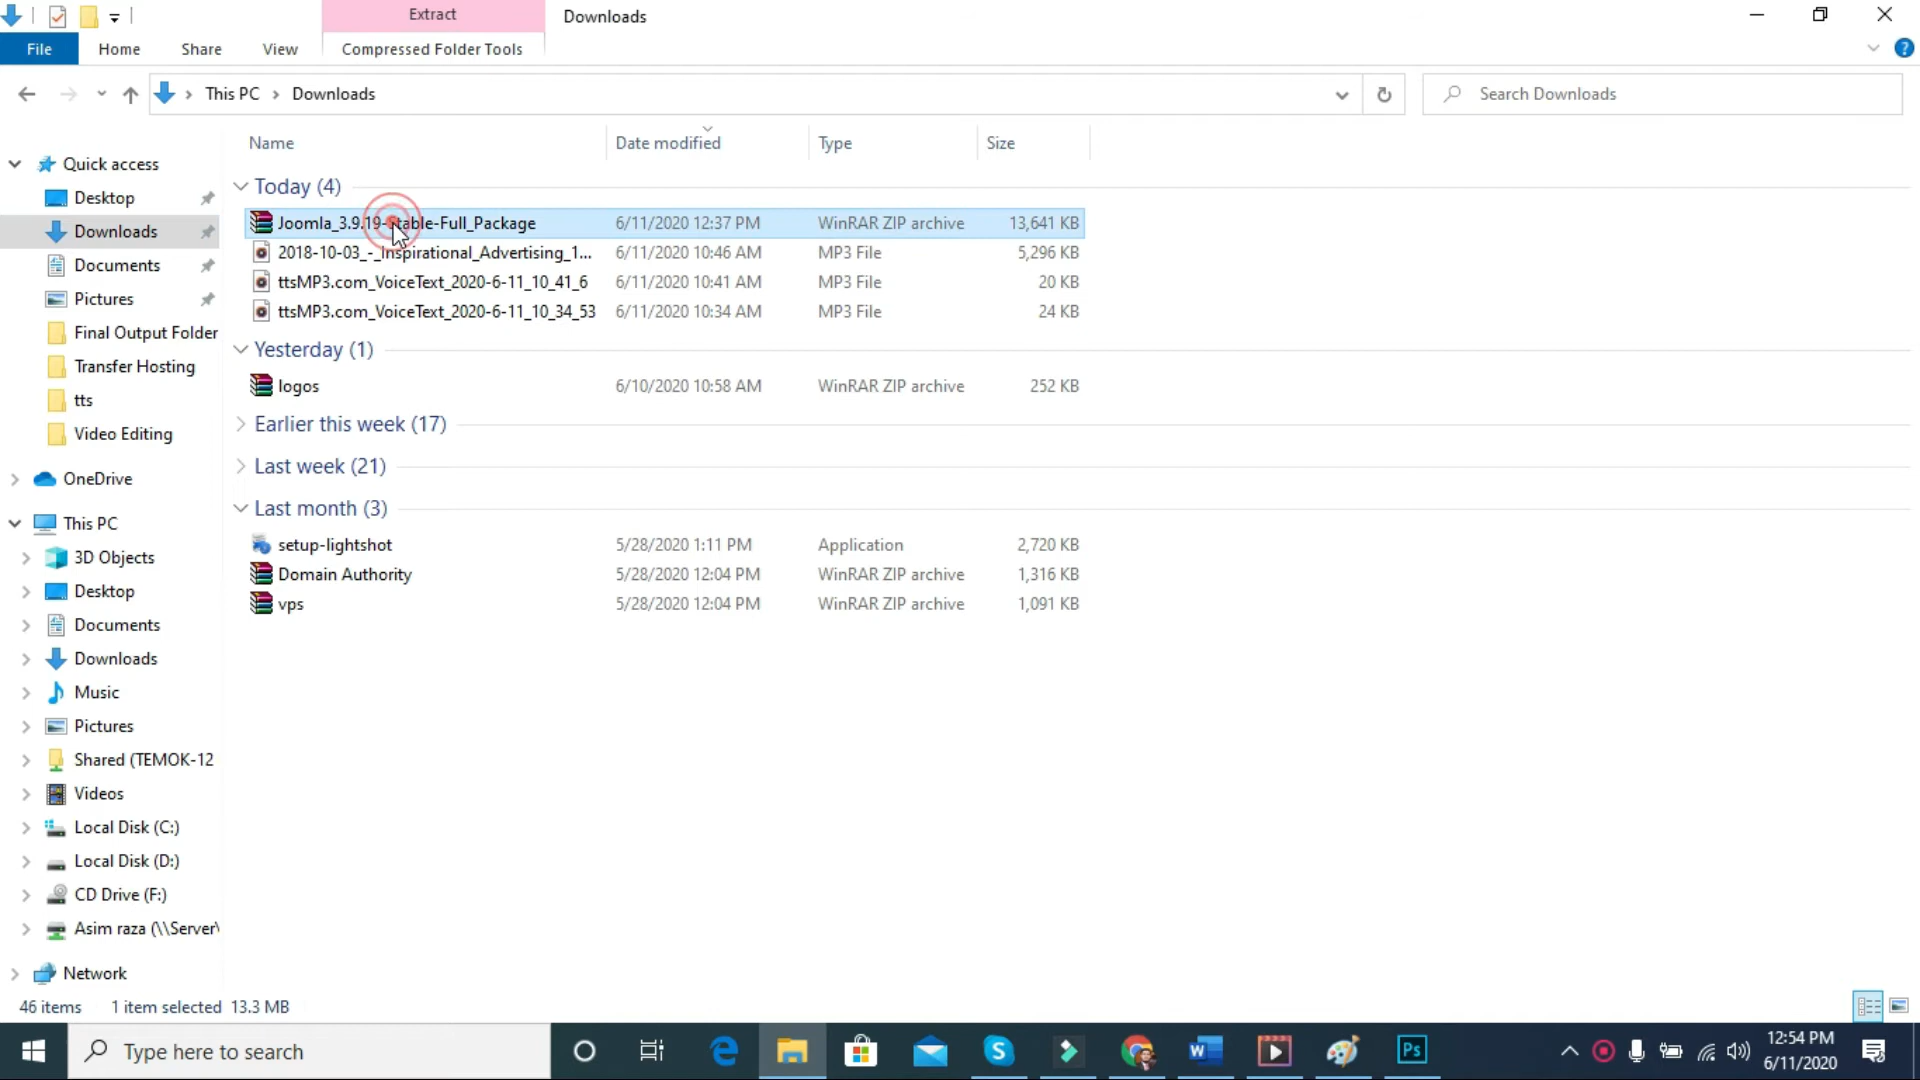 Extract
Downloads
File
Home
Share
View
Compressed Folder Tools
This PC
Downloads
Search Downloads
Name
Date modified
Type
Size
Quick access
Desktop
Downloads
Documents
Pictures
Final Output Folder
Transfer Hosting
tts
Video Editing
OneDrive
This PC
3D Objects
Desktop
Documents
Downloads
Music
Pictures
Shared (TEMOK-12
Videos
Local Disk (C:)
Local Disk (D:)
CD Drive (F:)
Asim raza (\\Server\
Network
Today (4)
Joomla_3.9.19-Stable-Full_Package 6/11/2020 12:37 PM WinRAR ZIP archive 13,641 KB
2018-10-03_-_Inspirational_Advertising_1... 6/11/2020 10:46 AM MP3 File 5,296 KB
ttsMP3.com_VoiceText_2020-6-11_10_41_6 6/11/2020 10:41 AM MP3 File 20 KB
ttsMP3.com_VoiceText_2020-6-11_10_34_53 6/11/2020 10:34 AM MP3 File 24 KB
Yesterday (1)
logos 6/10/2020 10:58 AM WinRAR ZIP archive 252 KB
Earlier this week (17)
Last week (21)
Last month (3)
setup-lightshot 5/28/2020 1:11 PM Application 2,720 KB
Domain Authority 5/28/2020 12:04 PM WinRAR ZIP archive 1,316 KB
vps 5/28/2020 12:04 PM WinRAR ZIP archive 1,091 KB
46 items 1 item selected 13.3 MB
Type here to search
12:54 PM
6/11/2020